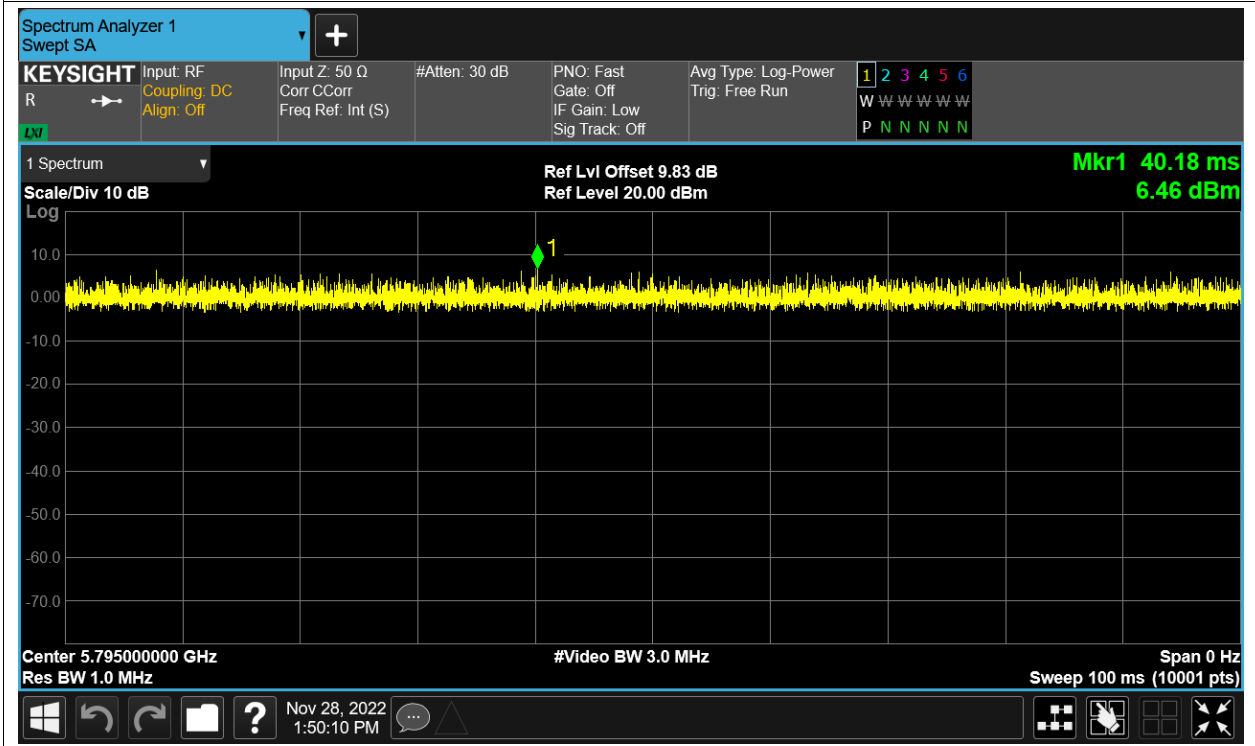 Spectrum Analyzer 1
Swept SA
+
KEYSIGHT
R
LXI
Input: RF
Coupling: DC
Align: Off
Input Z: 50 Ω
Corr CCorr
Freq Ref: Int (S)
#Atten: 30 dB
PNO: Fast
Gate: Off
IF Gain: Low
Sig Track: Off
Avg Type: Log-Power
Trig: Free Run
1 2 3 4 5 6
W W W W W W
P N N N N N
1 Spectrum
Scale/Div 10 dB
Log
Ref Lvl Offset 9.83 dB
Ref Level 20.00 dBm
Mkr1 40.18 ms
6.46 dBm
1
10.0
0.00
-10.0
-20.0
-30.0
-40.0
-50.0
-60.0
-70.0
Center 5.795000000 GHz
#Video BW 3.0 MHz
Span 0 Hz
Res BW 1.0 MHz
Sweep 100 ms (10001 pts)
?
Nov 28, 2022
1:50:10 PM